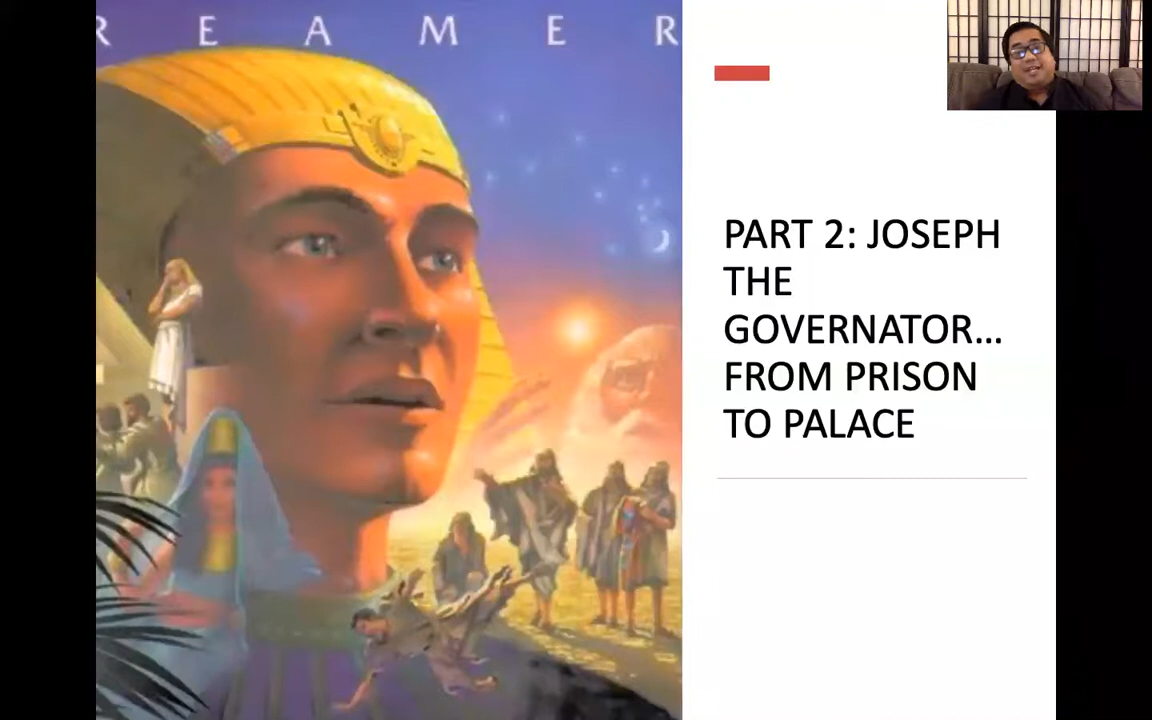 R E A M E R
PART 2: JOSEPH
THE
GOVERNATOR...
FROM PRISON
TO PALACE